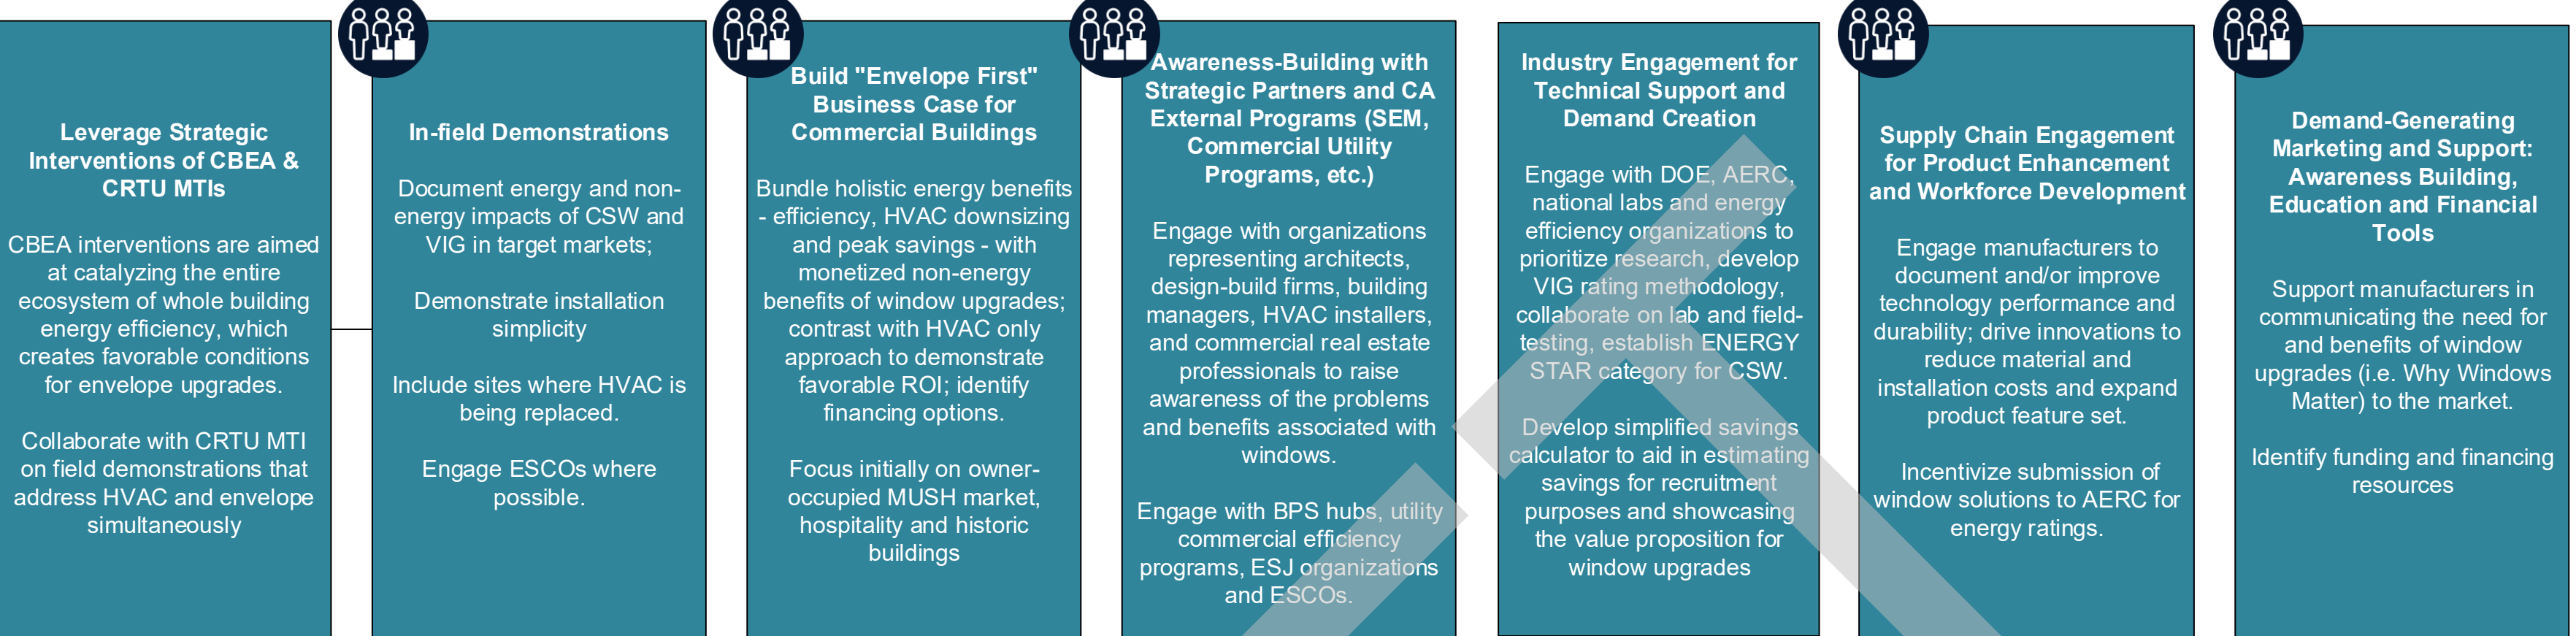 Leverage Strategic
Interventions of CBEA &
CRTU MTIs
CBEA interventions are aimed
at catalyzing the entire
ecosystem of whole building
energy efficiency, which
creates favorable conditions
for envelope upgrades.
Collaborate with CRTU MTI
on field demonstrations that
address HVAC and envelope
simultaneously
In-field Demonstrations
Document energy and non-
energy impacts of CSW and
VIG in target markets;
Demonstrate installation
simplicity
Include sites where HVAC is
being replaced.
Engage ESCOs where
possible.
Build "Envelope First"
Business Case for
Commercial Buildings
Bundle holistic energy benefits
- efficiency, HVAC downsizing
and peak savings - with
monetized non-energy
benefits of window upgrades;
contrast with HVAC only
approach to demonstrate
favorable ROI; identify
financing options.
Focus initially on owner-
occupied MUSH market,
hospitality and historic
buildings
Awareness-Building with
Strategic Partners and CA
External Programs (SEM,
Commercial Utility
Programs, etc.)
Engage with organizations
representing architects,
design-build firms, building
managers, HVAC installers,
and commercial real estate
professionals to raise
awareness of the problems
and benefits associated with
windows.
Engage with BPS hubs, utility
commercial efficiency
programs, ESJ organizations
and ESCOs.
Industry Engagement for
Technical Support and
Demand Creation
Engage with DOE, AERC,
national labs and energy
efficiency organizations to
prioritize research, develop
VIG rating methodology,
collaborate on lab and field-
testing, establish ENERGY
STAR category for CSW.
Develop simplified savings
calculator to aid in estimating
savings for recruitment
purposes and showcasing
the value proposition for
window upgrades
Supply Chain Engagement
for Product Enhancement
and Workforce Development
Engage manufacturers to
document and/or improve
technology performance and
durability; drive innovations to
reduce material and
installation costs and expand
product feature set.
Incentivize submission of
window solutions to AERC for
energy ratings.
Demand-Generating
Marketing and Support:
Awareness Building,
Education and Financial
Tools
Support manufacturers in
communicating the need for
and benefits of window
upgrades (i.e. Why Windows
Matter) to the market.
Identify funding and financing
resources